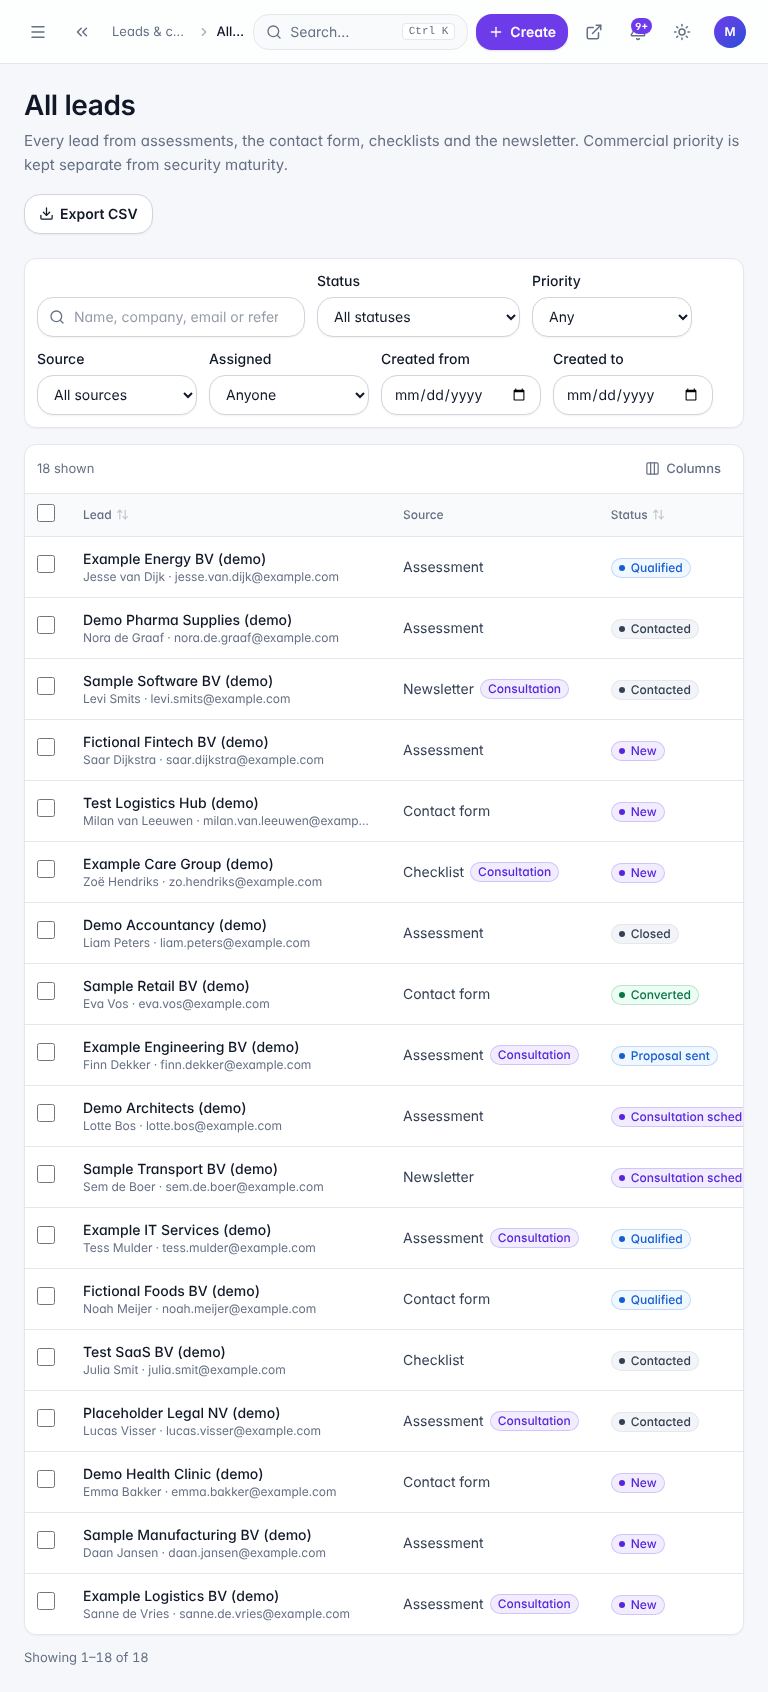 Leads & c... > All... Search... Ctrl K + Create 9+ M
All leads
Every lead from assessments, the contact form, checklists and the newsletter. Commercial priority is
kept separate from security maturity.
Export CSV
Status Priority
Name, company, email or refer All statuses Any
Source Assigned Created from Created to
All sources Anyone mm/dd/yyyy mm/dd/yyyy
18 shown Columns
Lead Source Status
Example Energy BV (demo)
Jesse van Dijk · jesse.van.dijk@example.com
Assessment Qualified
Demo Pharma Supplies (demo)
Nora de Graaf · nora.de.graaf@example.com
Assessment Contacted
Sample Software BV (demo)
Levi Smits · levi.smits@example.com
Newsletter Consultation Contacted
Fictional Fintech BV (demo)
Saar Dijkstra · saar.dijkstra@example.com
Assessment New
Test Logistics Hub (demo)
Milan van Leeuwen · milan.van.leeuwen@examp...
Contact form New
Example Care Group (demo)
Zoë Hendriks · zo.hendriks@example.com
Checklist Consultation New
Demo Accountancy (demo)
Liam Peters · liam.peters@example.com
Assessment Closed
Sample Retail BV (demo)
Eva Vos · eva.vos@example.com
Contact form Converted
Example Engineering BV (demo)
Finn Dekker · finn.dekker@example.com
Assessment Consultation Proposal sent
Demo Architects (demo)
Lotte Bos · lotte.bos@example.com
Assessment Consultation sched
Sample Transport BV (demo)
Sem de Boer · sem.de.boer@example.com
Newsletter Consultation sched
Example IT Services (demo)
Tess Mulder · tess.mulder@example.com
Assessment Consultation Qualified
Fictional Foods BV (demo)
Noah Meijer · noah.meijer@example.com
Contact form Qualified
Test SaaS BV (demo)
Julia Smit · julia.smit@example.com
Checklist Contacted
Placeholder Legal NV (demo)
Lucas Visser · lucas.visser@example.com
Assessment Consultation Contacted
Demo Health Clinic (demo)
Emma Bakker · emma.bakker@example.com
Contact form New
Sample Manufacturing BV (demo)
Daan Jansen · daan.jansen@example.com
Assessment New
Example Logistics BV (demo)
Sanne de Vries · sanne.de.vries@example.com
Assessment Consultation New
Showing 1–18 of 18